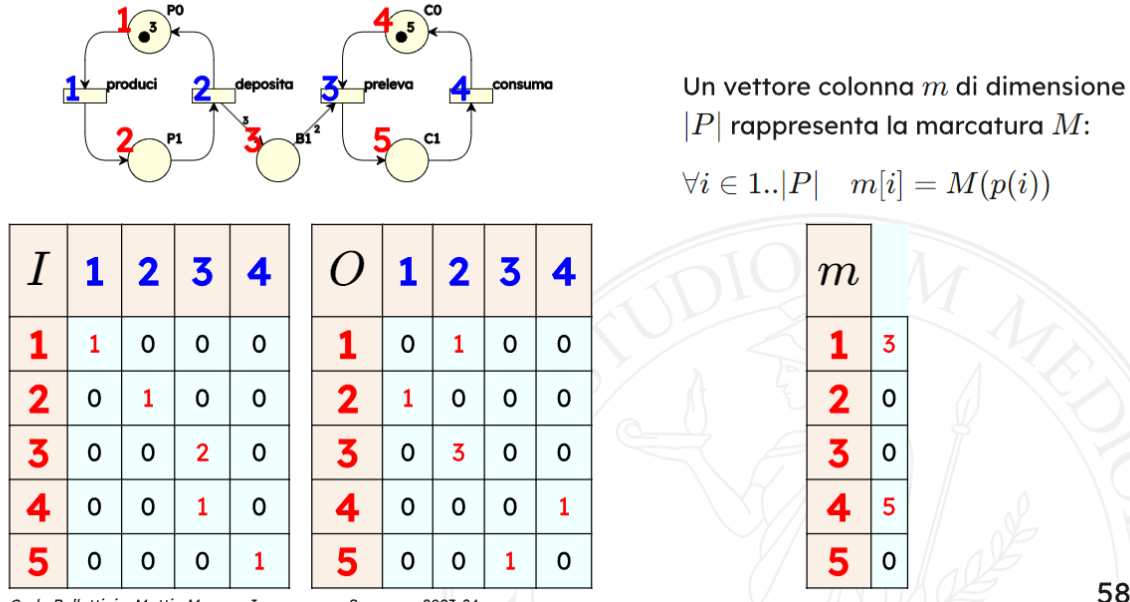 1 3 P0
4 5 C0
1 produci 2 deposita 3 preleva 4 consuma
3
2 P1 3 B1 2 5 C1
Un vettore colonna m di dimensione
|P| rappresenta la marcatura M:
∀i ∈ 1..|P| m[i] = M(p(i))
I 1 2 3 4
1 1 0 0 0
2 0 1 0 0
3 0 0 2 0
4 0 0 1 0
5 0 0 0 1
O 1 2 3 4
1 0 1 0 0
2 1 0 0 0
3 0 3 0 0
4 0 0 0 1
5 0 0 1 0
m
1 3
2 0
3 0
4 5
5 0
STUDIORUM MEDIO
58